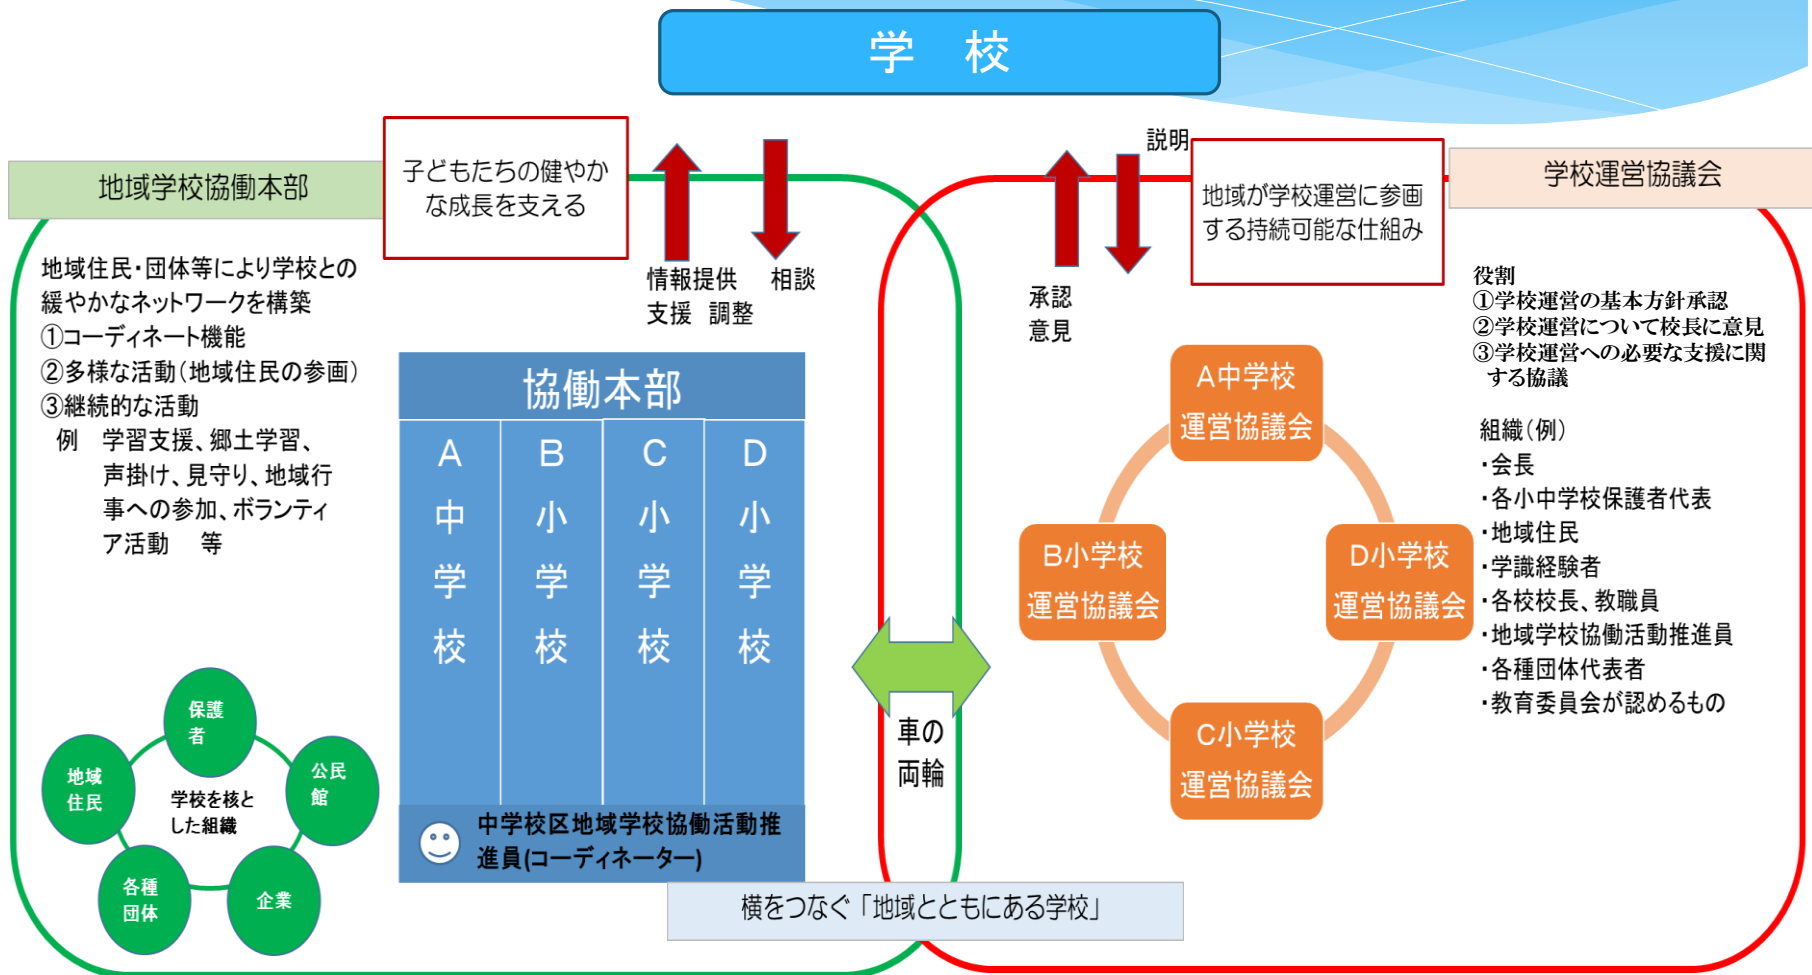 学　校
地域学校協働本部
子どもたちの健やか
な成長を支える
情報提供
支援　調整
相談
説明
承認
意見
地域が学校運営に参画
する持続可能な仕組み
学校運営協議会
地域住民・団体等により学校との
緩やかなネットワークを構築
①コーディネート機能
②多様な活動(地域住民の参画)
③継続的な活動
例　学習支援、郷土学習、
声掛け、見守り、地域行
事への参加、ボランティ
ア活動　等
保護
者
地域
住民
公民
館
学校を核と
した組織
各種
団体
企業
協働本部
A中学校
B小学校
C小学校
D小学校
中学校区地域学校協働活動推
進員(コーディネーター)
車の
両輪
A中学校
運営協議会
B小学校
運営協議会
D小学校
運営協議会
C小学校
運営協議会
役割
①学校運営の基本方針承認
②学校運営について校長に意見
③学校運営への必要な支援に関
する協議
組織(例)
・会長
・各小中学校保護者代表
・地域住民
・学識経験者
・各校校長、教職員
・地域学校協働活動推進員
・各種団体代表者
・教育委員会が認めるもの
横をつなぐ「地域とともにある学校」